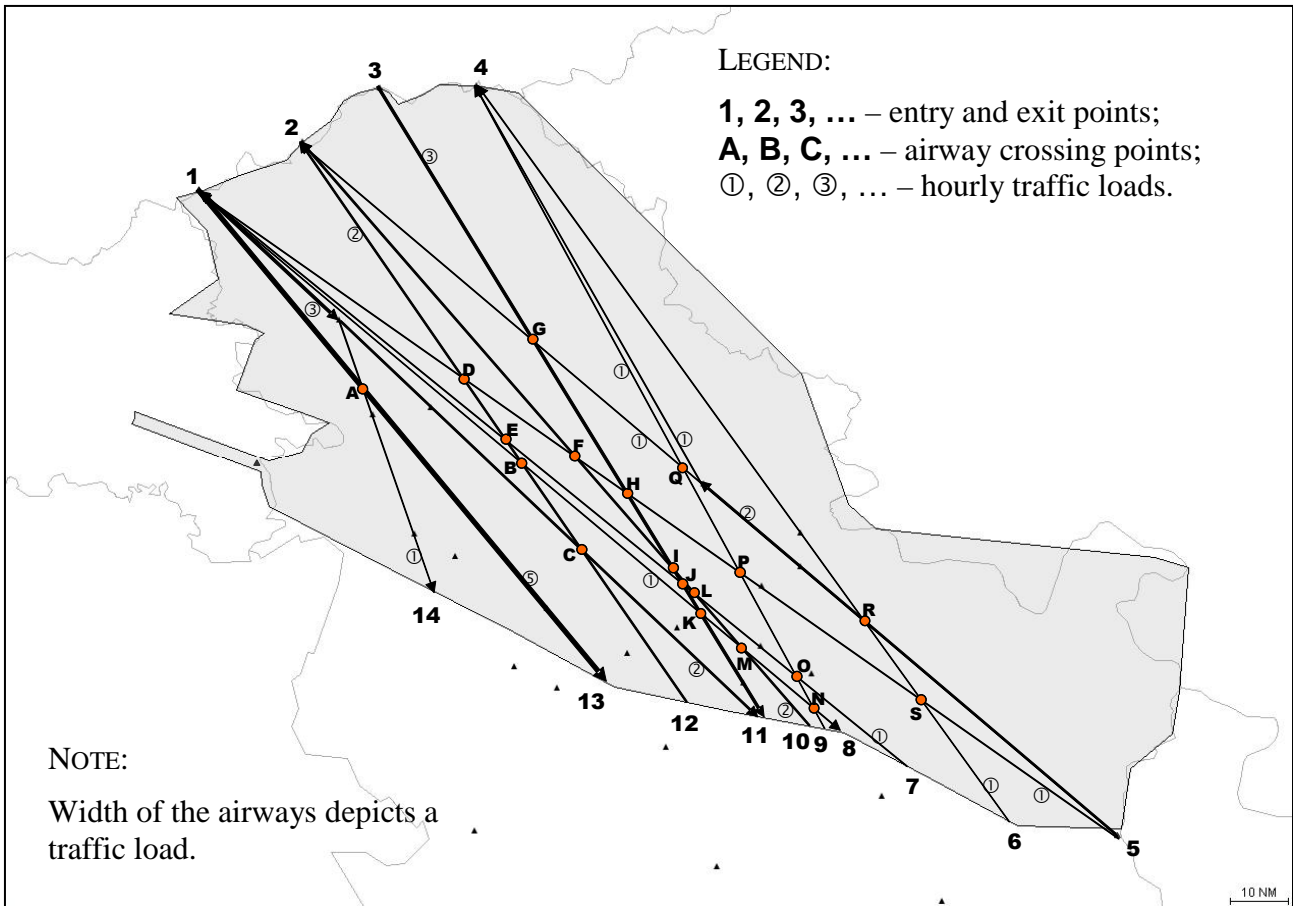 3
4
LEGEND:
1, 2, 3, … – entry and exit points;
A, B, C, … – airway crossing points;
①, ②, ③, … – hourly traffic loads.
2
③
1
②
③
G
①
D
A
①
①
E
F
B
Q
H
②
C
I
P
①
J
①
⑤
L
14
K
R
M
②
O
13
S
N
12
②
11
10
9
8
①
7
①
①
6
5
NOTE:
Width of the airways depicts a
traffic load.
10 NM